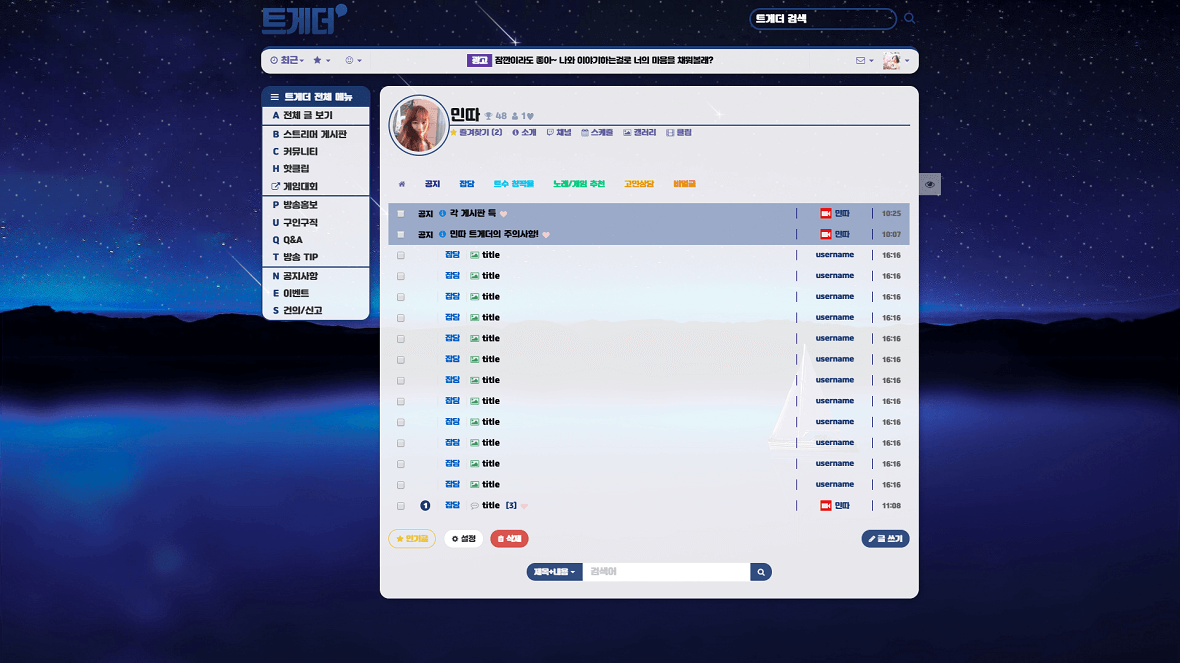 트게더
트게더 검색
최근
광고 잠깐이라도 좋아~ 나와 이야기하는걸로 너의 마음을 채워볼래?
트게더 전체 메뉴
A 전체 글 보기
B 스트리머 게시판
C 커뮤니티
H 핫클립
게임대회
P 방송홍보
U 구인구직
Q Q&A
T 방송 TIP
N 공지사항
E 이벤트
S 건의/신고
민따 48 1
즐겨찾기 (2) 소개 채널 스케줄 갤러리 클립
공지 잡담 트수 창작물 노래/게임 추천 고민상담 비밀글
공지 각 게시판 특 민따 10:25
공지 민따 트게더의 주의사항! 민따 10:07
잡담 title username 16:16
잡담 title username 16:16
잡담 title username 16:16
잡담 title username 16:16
잡담 title username 16:16
잡담 title username 16:16
잡담 title username 16:16
잡담 title username 16:16
잡담 title username 16:16
잡담 title username 16:16
잡담 title username 16:16
잡담 title username 16:16
1 잡담 title [3] 민따 11:08
인기글 설정 삭제 글 쓰기
제목+내용 검색어